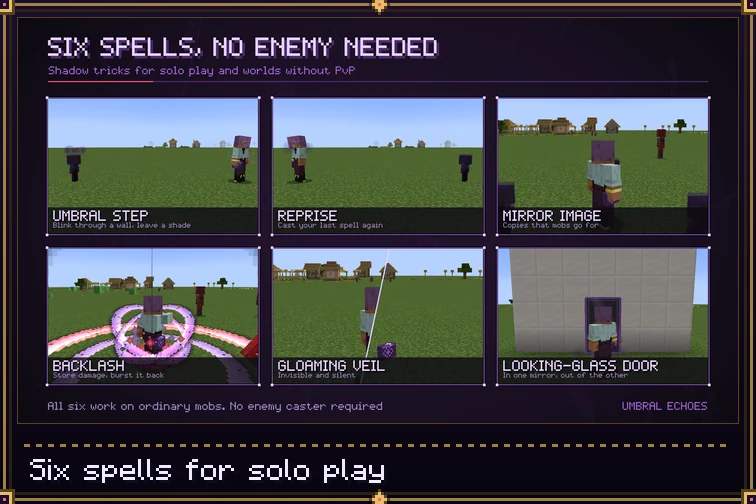 SIX SPELLS, NO ENEMY NEEDED
Shadow tricks for solo play and worlds without PvP
UMBRAL STEP
Blink through a wall, leave a shade
REPRISE
Cast your last spell again
MIRROR IMAGE
Copies that mobs go for
BACKLASH
Store damage, burst it back
GLOAMING VEIL
Invisible and silent
LOOKING-GLASS DOOR
In one mirror, out of the other
All six work on ordinary mobs. No enemy caster required
UMBRAL ECHOES
Six spells for solo play